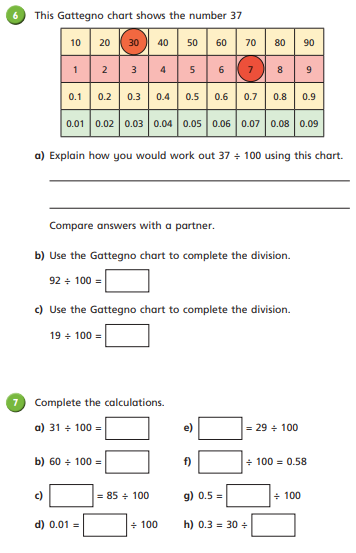 6 This Gattegno chart shows the number 37
10 20 30 40 50 60 70 80 90
1 2 3 4 5 6 7 8 9
0.1 0.2 0.3 0.4 0.5 0.6 0.7 0.8 0.9
0.01 0.02 0.03 0.04 0.05 0.06 0.07 0.08 0.09
a) Explain how you would work out 37 ÷ 100 using this chart.
Compare answers with a partner.
b) Use the Gattegno chart to complete the division.
92 ÷ 100 =
c) Use the Gattegno chart to complete the division.
19 ÷ 100 =
7 Complete the calculations.
a) 31 ÷ 100 =
b) 60 ÷ 100 =
c) = 85 ÷ 100
d) 0.01 = ÷ 100
e) = 29 ÷ 100
f) ÷ 100 = 0.58
g) 0.5 = ÷ 100
h) 0.3 = 30 ÷